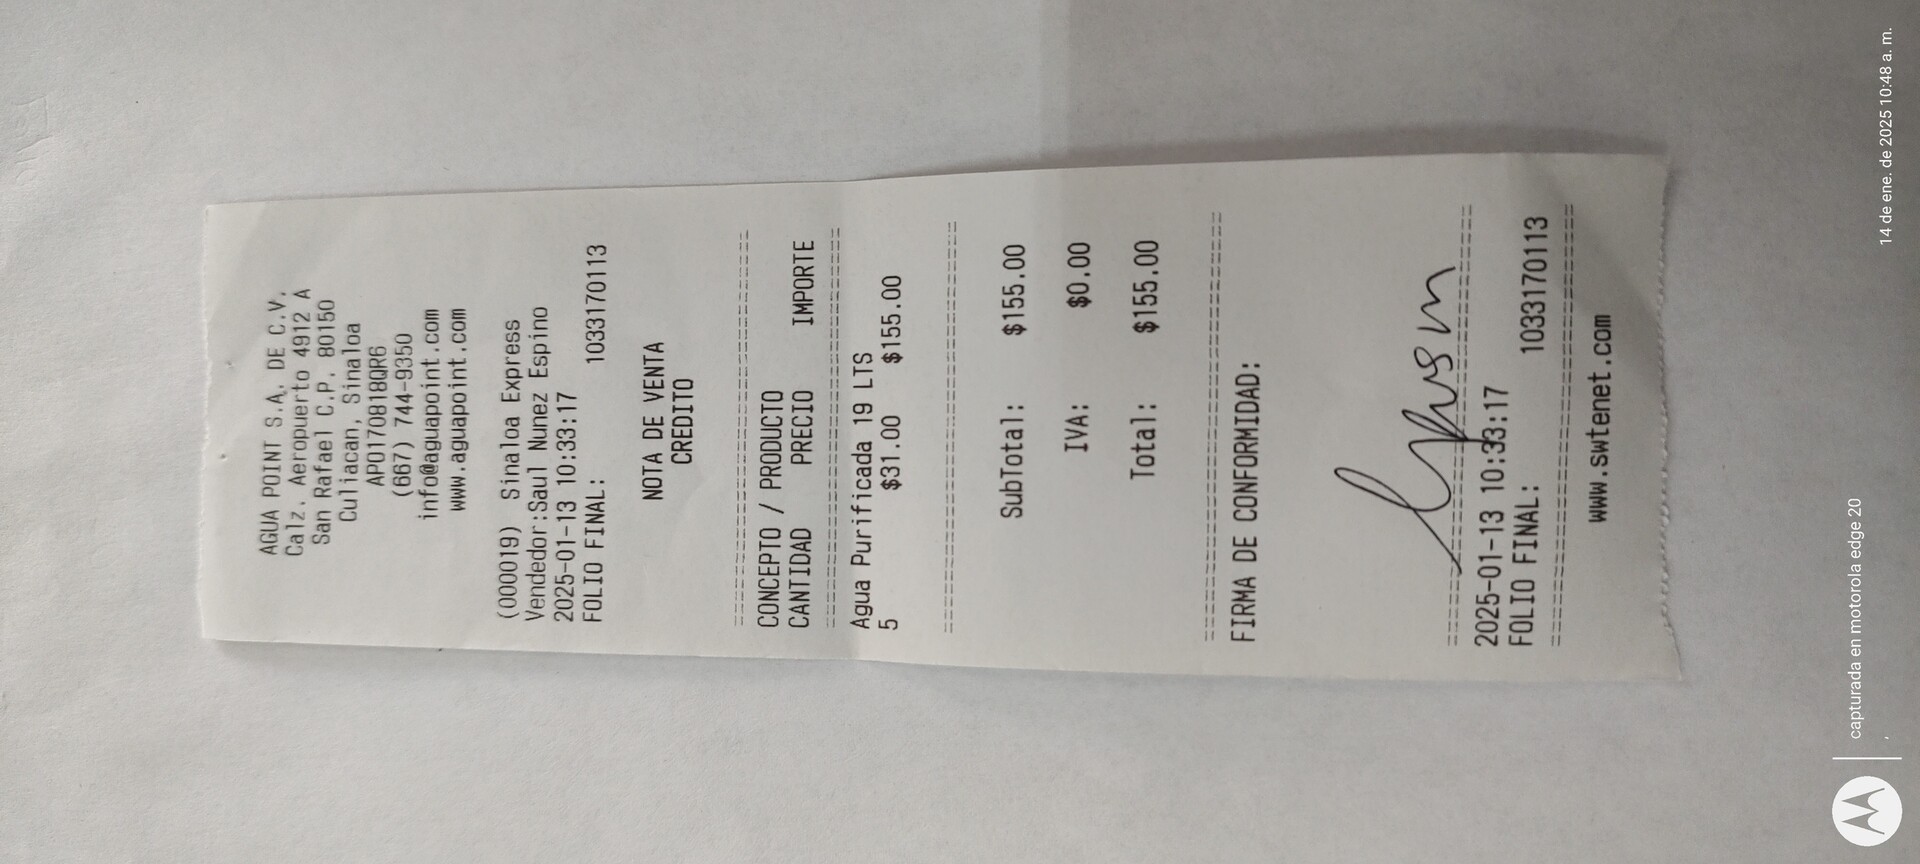 AGUA POINT S.A. DE C.V.
Calz. Aeropuerto 4912 A
San Rafael C.P. 80150
Culiacan, Sinaloa
APO170818QR6
(667) 744-9350
info@aguapoint.com
www.aguapoint.com
(000019) Sinaloa Express
Vendedor:Saul Nunez Espino
2025-01-13 10:33:17
FOLIO FINAL: 1033170113
NOTA DE VENTA
CREDITO
CONCEPTO / PRODUCTO
CANTIDAD PRECIO IMPORTE
Agua Purificada 19 LTS
5 $31.00 $155.00
SubTotal: $155.00
IVA: $0.00
Total: $155.00
FIRMA DE CONFORMIDAD:
2025-01-13 10:33:17
FOLIO FINAL: 1033170113
www.swtenet.com
capturada en motorola edge 20
14 de ene. de 2025 10:48 a. m.